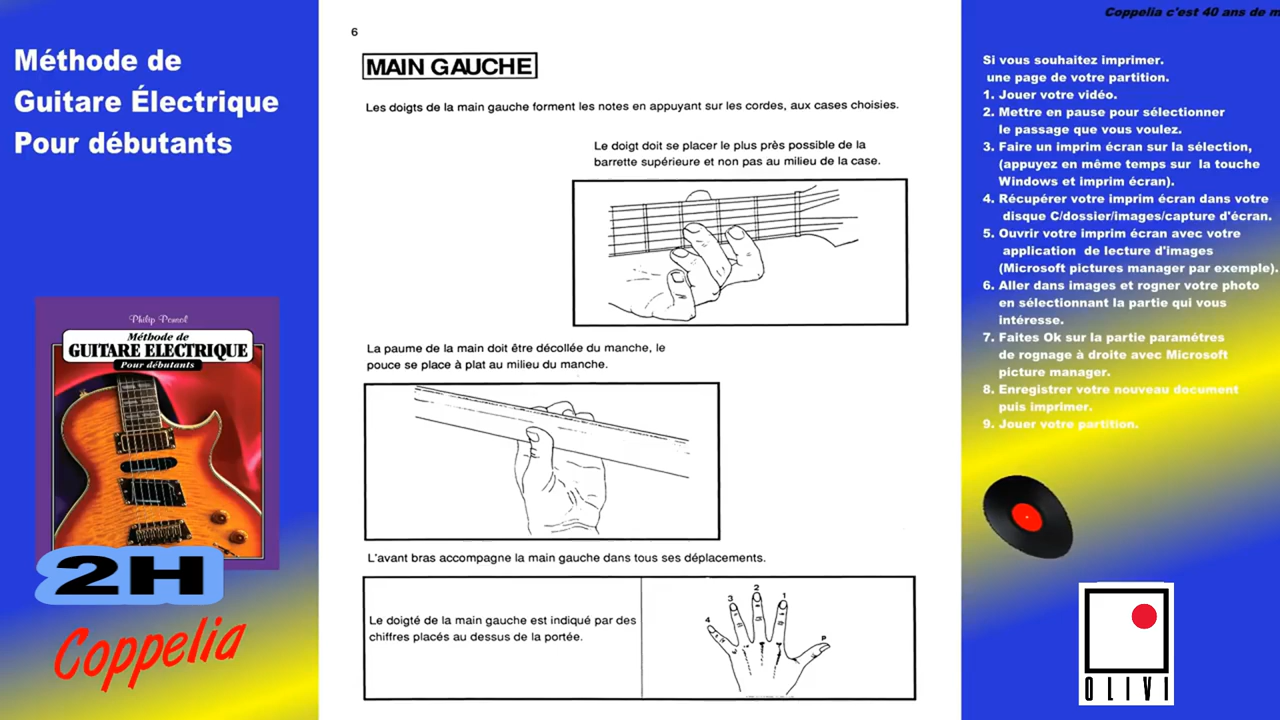 Coppelia c'est 40 ans de m
Méthode de
Guitare Électrique
Pour débutants
Philip Pomol
Méthode de
GUITARE ELECTRIQUE
Pour débutants
2H
Coppelia
6
MAIN GAUCHE
Les doigts de la main gauche forment les notes en appuyant sur les cordes, aux cases choisies.
Le doigt doit se placer le plus près possible de la
barrette supérieure et non pas au milieu de la case.
La paume de la main doit être décollée du manche, le
pouce se place à plat au milieu du manche.
L'avant bras accompagne la main gauche dans tous ses déplacements.
Le doigté de la main gauche est indiqué par des
chiffres placés au dessus de la portée.
4
3
2
1
P
Si vous souhaitez imprimer.
une page de votre partition.
1. Jouer votre vidéo.
2. Mettre en pause pour sélectionner
le passage que vous voulez.
3. Faire un imprim écran sur la sélection,
(appuyez en même temps sur la touche
Windows et imprim écran).
4. Récupérer votre imprim écran dans votre
disque C/dossier/images/capture d'écran.
5. Ouvrir votre imprim écran avec votre
application de lecture d'images
(Microsoft pictures manager par exemple).
6. Aller dans images et rogner votre photo
en sélectionnant la partie qui vous
intéresse.
7. Faites Ok sur la partie paramétres
de rognage à droite avec Microsoft
picture manager.
8. Enregistrer votre nouveau document
puis imprimer.
9. Jouer votre partition.
OLIVI